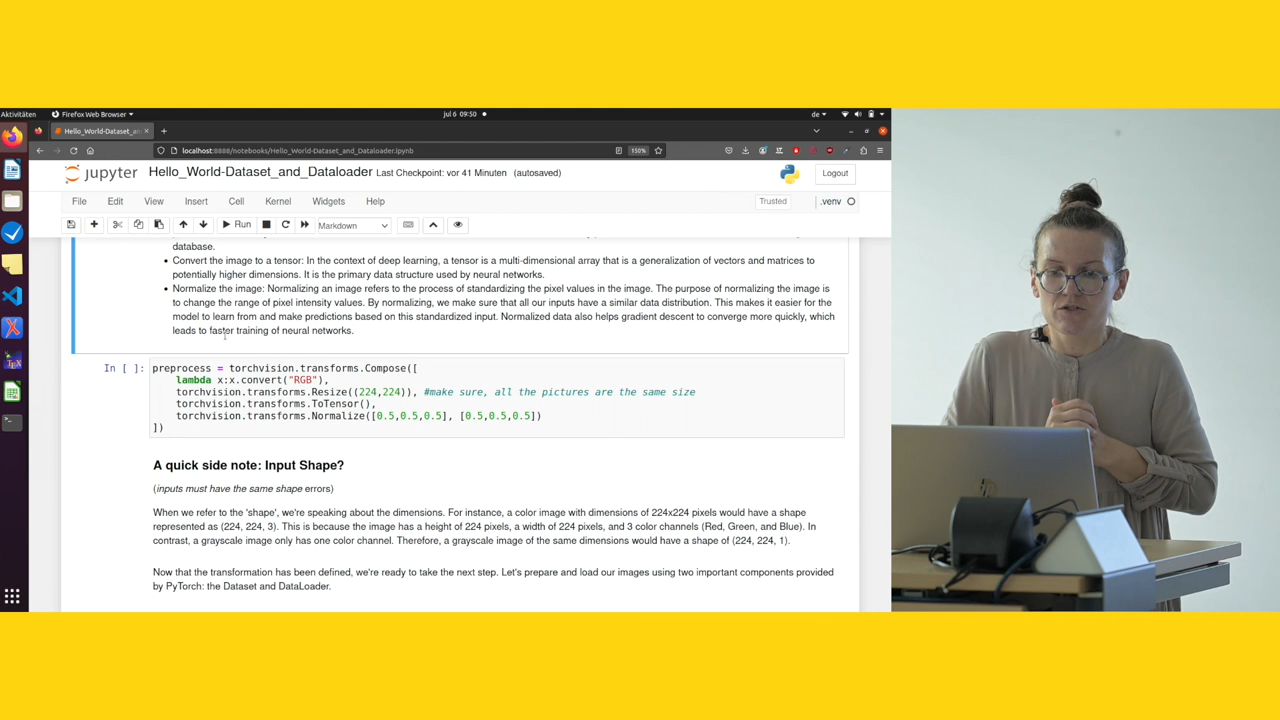 Aktivitäten
Firefox Web Browser
Jul 6 09:50
de
Hello_World-Dataset_an
localhost:8888/notebooks/Hello_World-Dataset_and_Dataloader.ipynb
150%
jupyter
Hello_World-Dataset_and_Dataloader Last Checkpoint: vor 41 Minuten (autosaved)
Logout
File Edit View Insert Cell Kernel Widgets Help
Trusted
.venv
Run
Markdown
database.
• Convert the image to a tensor: In the context of deep learning, a tensor is a multi-dimensional array that is a generalization of vectors and matrices to
potentially higher dimensions. It is the primary data structure used by neural networks.
• Normalize the image: Normalizing an image refers to the process of standardizing the pixel values in the image. The purpose of normalizing the image is
to change the range of pixel intensity values. By normalizing, we make sure that all our inputs have a similar data distribution. This makes it easier for the
model to learn from and make predictions based on this standardized input. Normalized data also helps gradient descent to converge more quickly, which
leads to faster training of neural networks.
In [ ]: preprocess = torchvision.transforms.Compose([
lambda x:x.convert("RGB"),
torchvision.transforms.Resize((224,224)), #make sure, all the pictures are the same size
torchvision.transforms.ToTensor(),
torchvision.transforms.Normalize([0.5,0.5,0.5], [0.5,0.5,0.5])
])
A quick side note: Input Shape?
(inputs must have the same shape errors)
When we refer to the 'shape', we're speaking about the dimensions. For instance, a color image with dimensions of 224x224 pixels would have a shape
represented as (224, 224, 3). This is because the image has a height of 224 pixels, a width of 224 pixels, and 3 color channels (Red, Green, and Blue). In
contrast, a grayscale image only has one color channel. Therefore, a grayscale image of the same dimensions would have a shape of (224, 224, 1).
Now that the transformation has been defined, we're ready to take the next step. Let's prepare and load our images using two important components provided
by PyTorch: the Dataset and DataLoader.